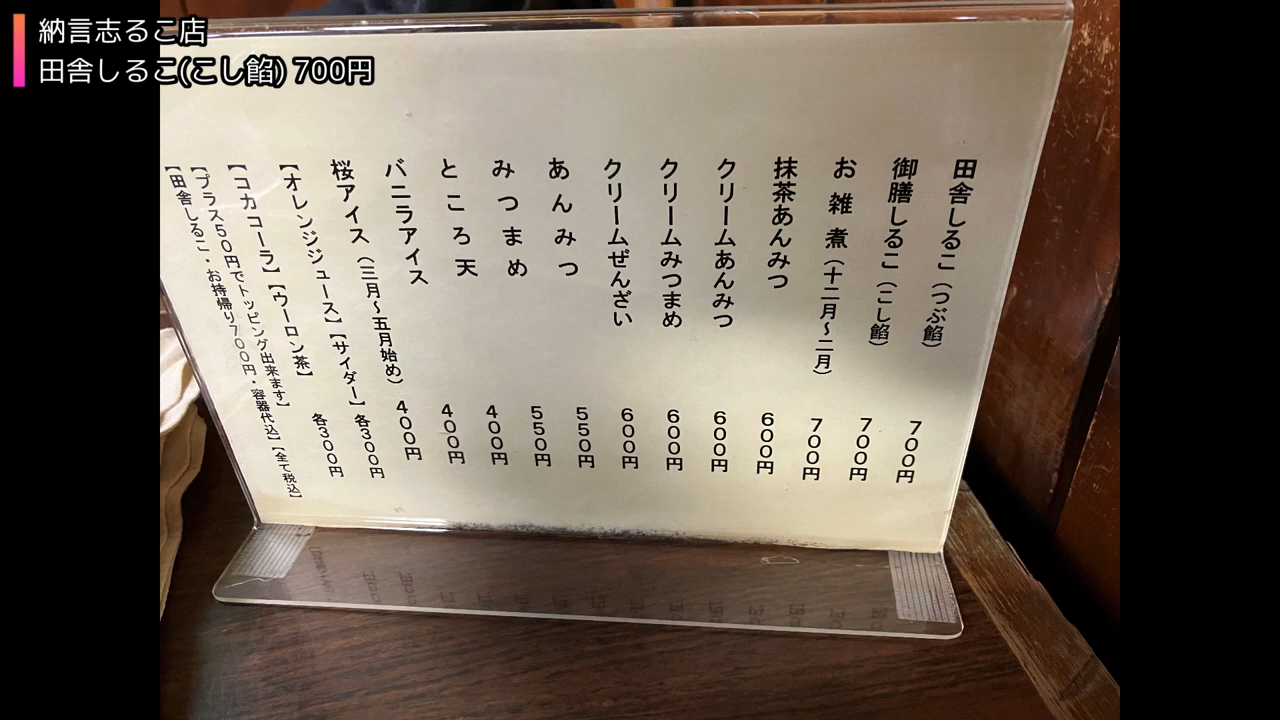 納言志るこ店
田舎しるこ(こし餡) 700円
田舎しるこ（つぶ餡） 700円
御膳しるこ（こし餡） 700円
お雑煮（十二月～二月） 700円
抹茶あんみつ 600円
クリームあんみつ 600円
クリームみつまめ 600円
クリームぜんざい 600円
あんみつ 550円
みつまめ 550円
ところ天 400円
バニラアイス 400円
桜アイス（三月～五月始め） 400円
【オレンジジュース】【サイダー】 各300円
【コカコーラ】【ウーロン茶】 各300円
【プラス50円でトッピング出来ます】
【田舎しるこ・お持帰り700円・容器代込】【全て税込】